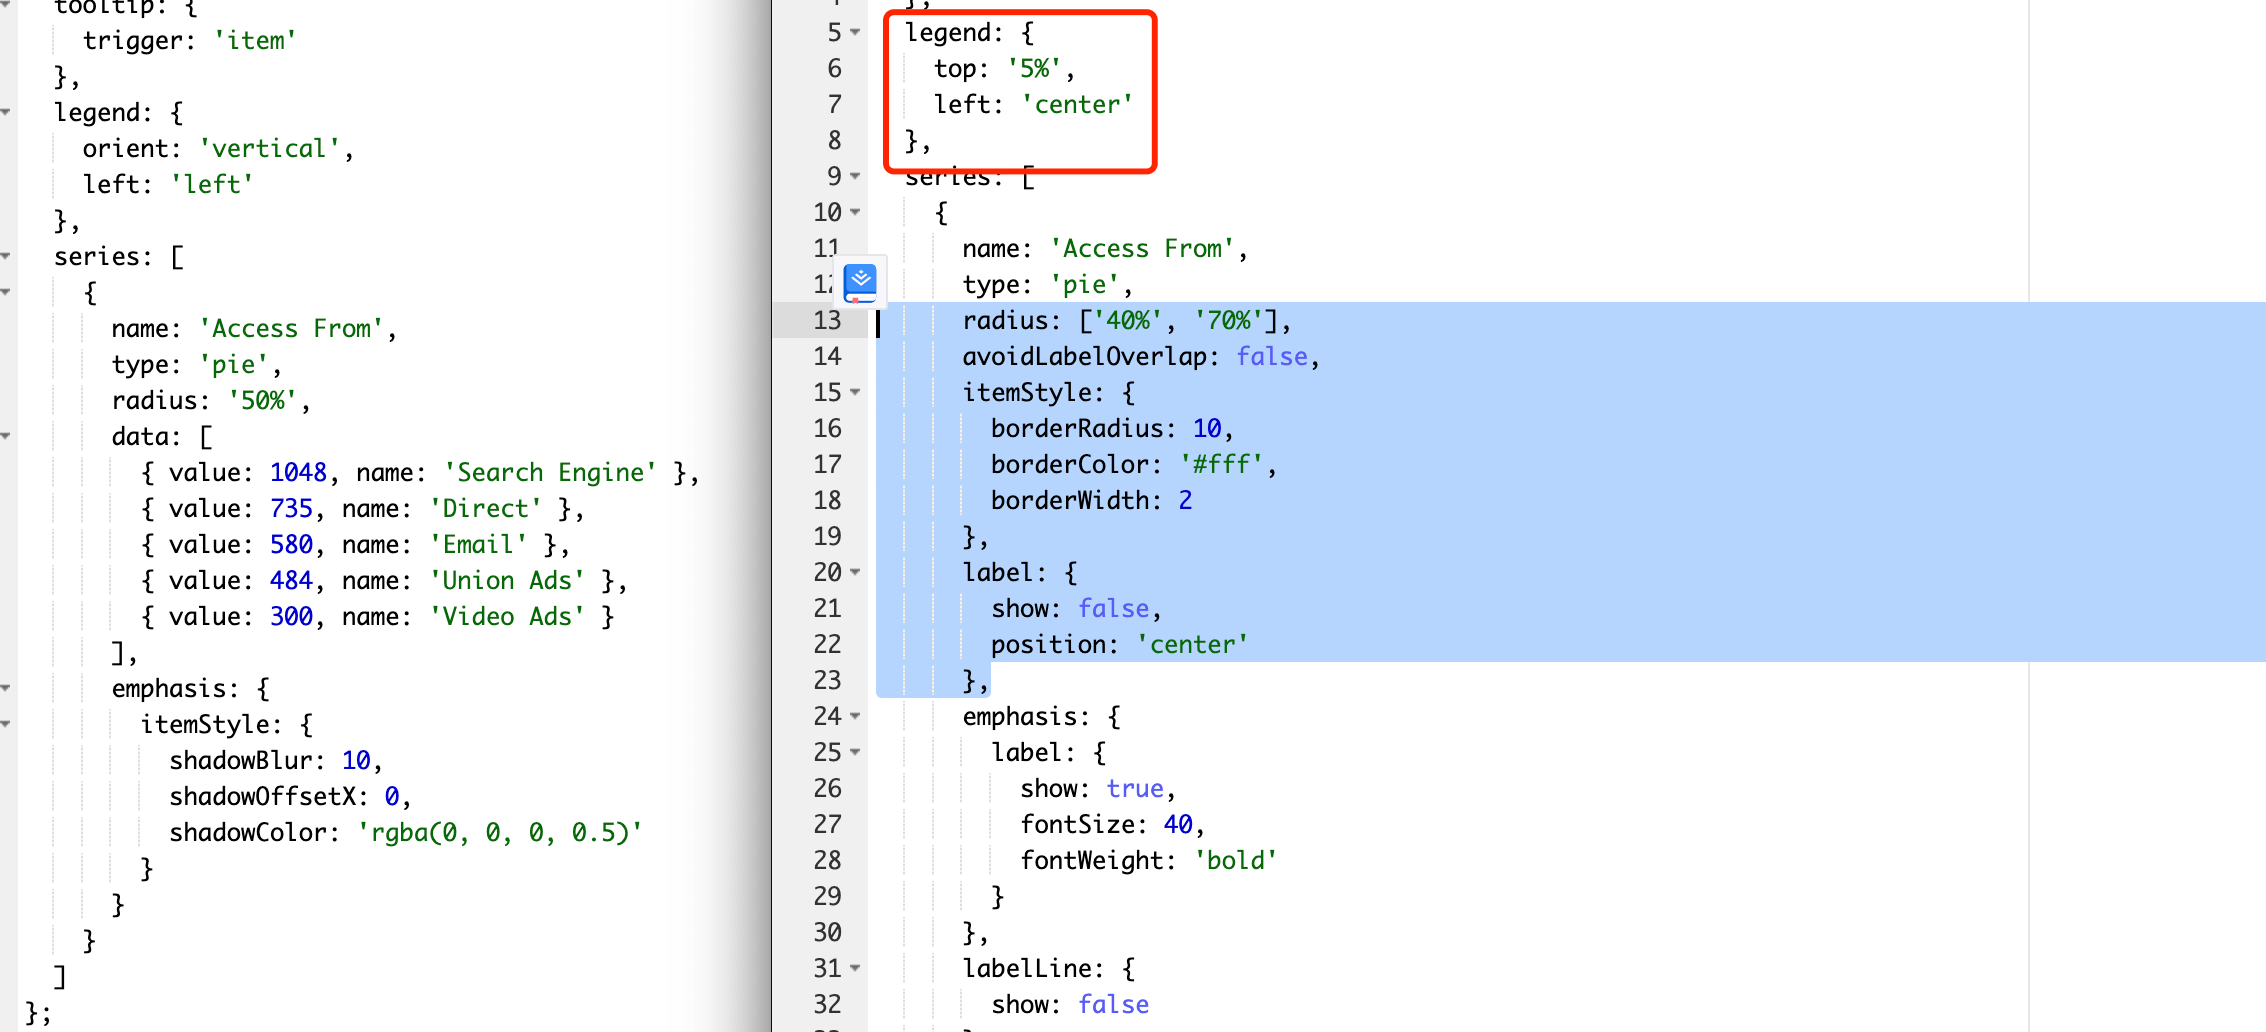 tooltip: {
trigger: 'item'
},
legend: {
orient: 'vertical',
left: 'left'
},
series: [
{
name: 'Access From',
type: 'pie',
radius: '50%',
data: [
{ value: 1048, name: 'Search Engine' },
{ value: 735, name: 'Direct' },
{ value: 580, name: 'Email' },
{ value: 484, name: 'Union Ads' },
{ value: 300, name: 'Video Ads' }
],
emphasis: {
itemStyle: {
shadowBlur: 10,
shadowOffsetX: 0,
shadowColor: 'rgba(0, 0, 0, 0.5)'
}
}
}
]
};
5 legend: {
6 top: '5%',
7 left: 'center'
8 },
9 series: [
10 {
11 name: 'Access From',
12 type: 'pie',
13 radius: ['40%', '70%'],
14 avoidLabelOverlap: false,
15 itemStyle: {
16 borderRadius: 10,
17 borderColor: '#fff',
18 borderWidth: 2
19 },
20 label: {
21 show: false,
22 position: 'center'
23 },
24 emphasis: {
25 label: {
26 show: true,
27 fontSize: 40,
28 fontWeight: 'bold'
29 }
30 },
31 labelLine: {
32 show: false